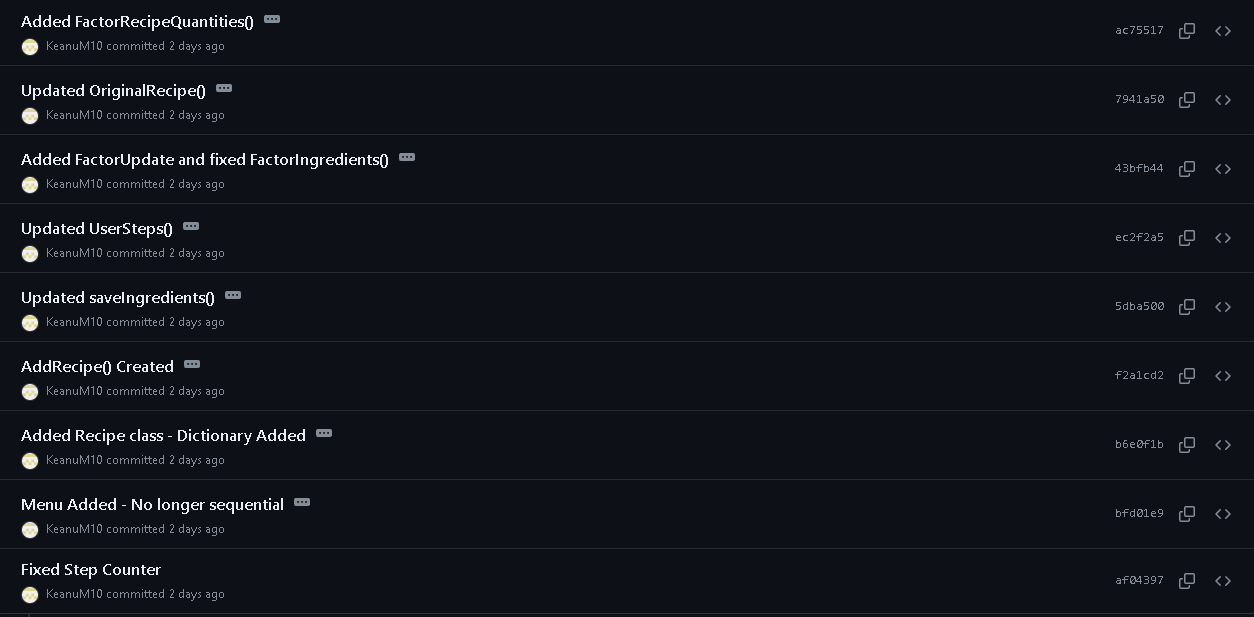 Added FactorRecipeQuantities()
KeanuM10 committed 2 days ago
ac75517
Updated OriginalRecipe()
KeanuM10 committed 2 days ago
7941a50
Added FactorUpdate and fixed FactorIngredients()
KeanuM10 committed 2 days ago
43bfb44
Updated UserSteps()
KeanuM10 committed 2 days ago
ec2f2a5
Updated saveIngredients()
KeanuM10 committed 2 days ago
5dba500
AddRecipe() Created
KeanuM10 committed 2 days ago
f2a1cd2
Added Recipe class - Dictionary Added
KeanuM10 committed 2 days ago
b6e0f1b
Menu Added - No longer sequential
KeanuM10 committed 2 days ago
bfd01e9
Fixed Step Counter
KeanuM10 committed 2 days ago
af04397